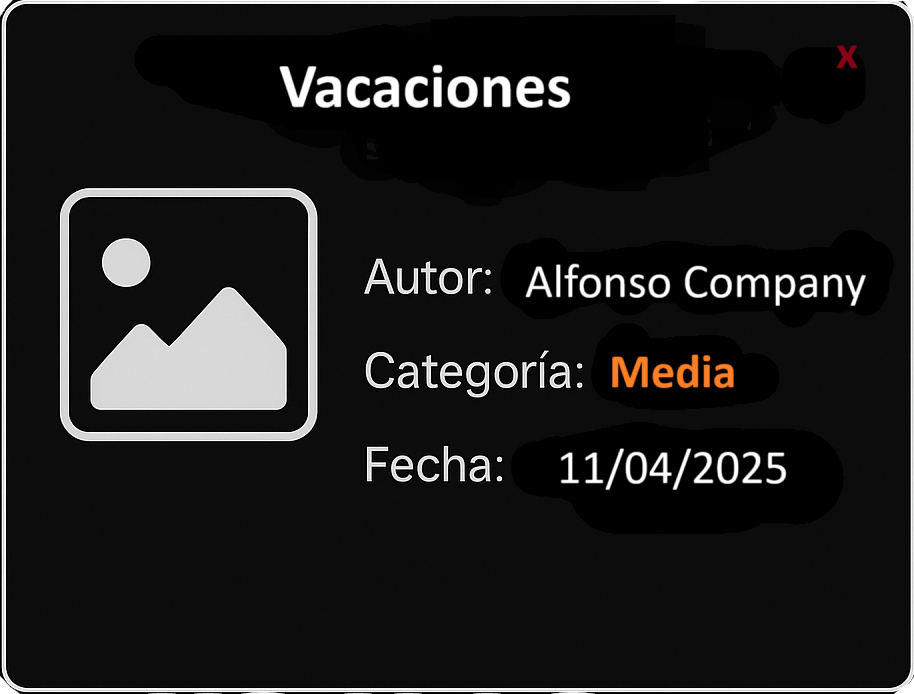 Vacaciones
x
Autor: Alfonso Company
Categoría: Media
Fecha: 11/04/2025